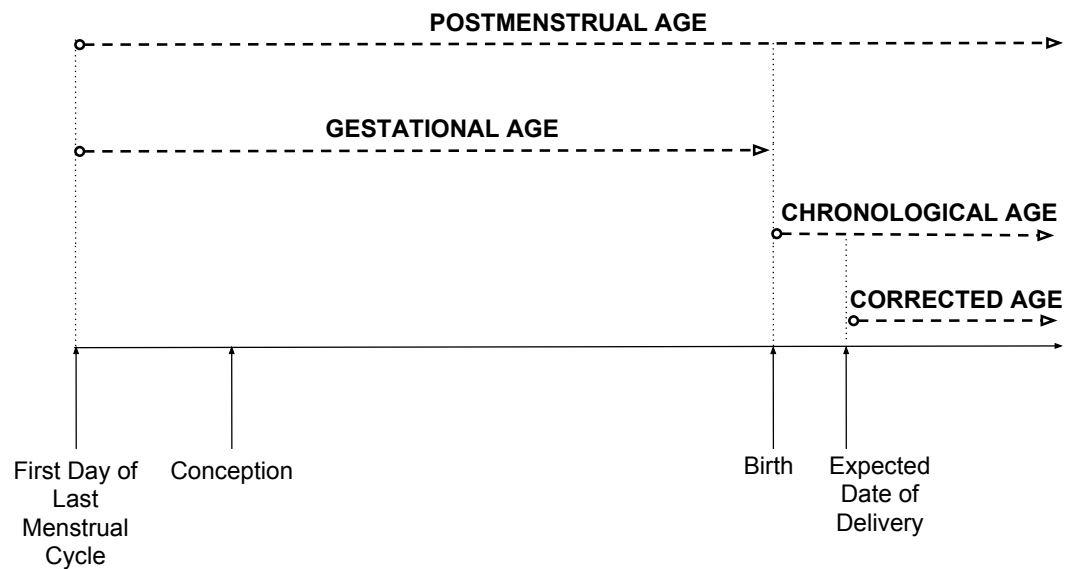 POSTMENSTRUAL AGE
GESTATIONAL AGE
CHRONOLOGICAL AGE
CORRECTED AGE
First Day of
Last
Menstrual
Cycle
Conception
Birth
Expected
Date of
Delivery